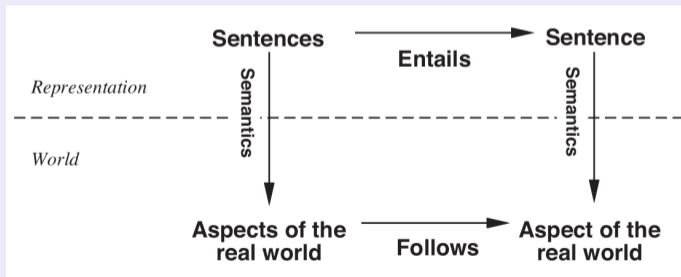 Sentences
Entails
Sentence
Representation
Semantics
Semantics
World
Aspects of the
real world
Follows
Aspect of the
real world